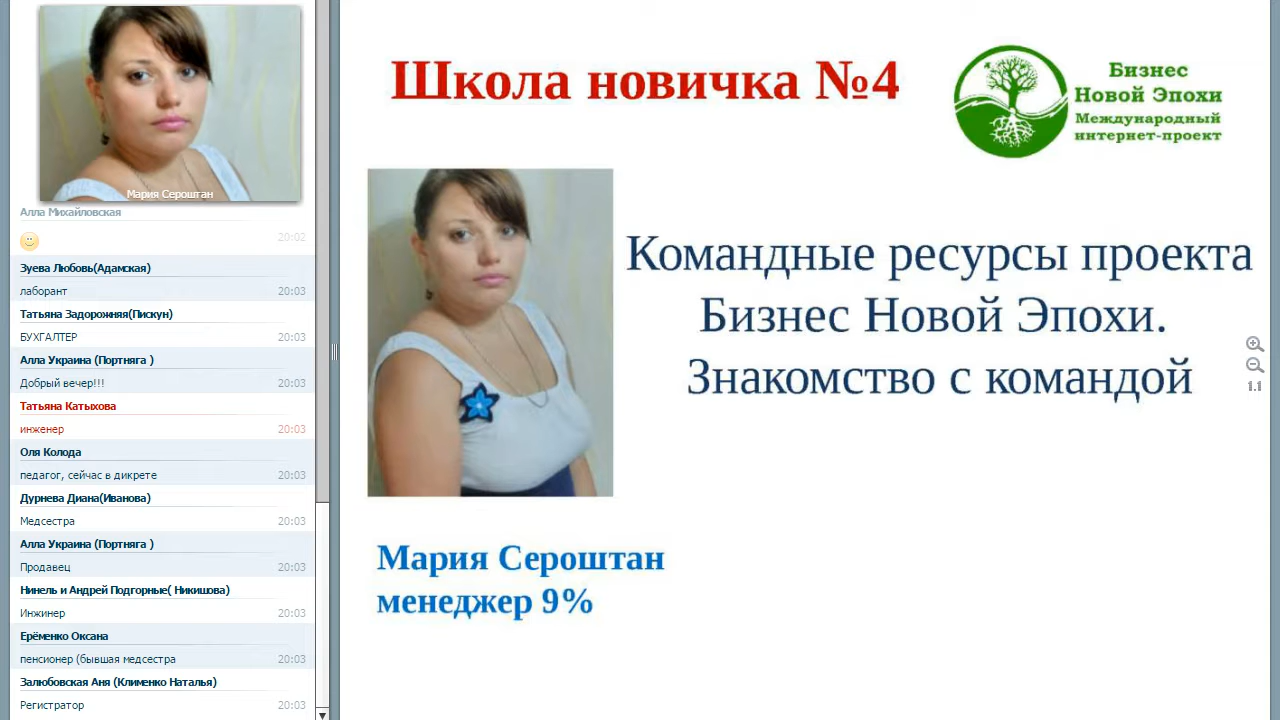 Мария Сероштан
Алла Михайловская
20:02
Зуева Любовь(Адамская)
лаборант 20:03
Татьяна Задорожняя(Пискун)
БУХГАЛТЕР 20:03
Алла Украина (Портняга )
Добрый вечер!!! 20:03
Татьяна Катыхова
инженер 20:03
Оля Колода
педагог, сейчас в дикрете 20:03
Дурнева Диана(Иванова)
Медсестра 20:03
Алла Украина (Портняга )
Продавец 20:03
Нинель и Андрей Подгорные( Никишова)
Инжинер 20:03
Ерёменко Оксана
пенсионер (бывшая медсестра 20:03
Залюбовская Аня (Клименко Наталья)
Регистратор 20:03
Школа новичка №4
Бизнес
Новой Эпохи
Международный
интернет-проект
Командные ресурсы проекта
Бизнес Новой Эпохи.
Знакомство с командой
Мария Сероштан
менеджер 9%
1.1